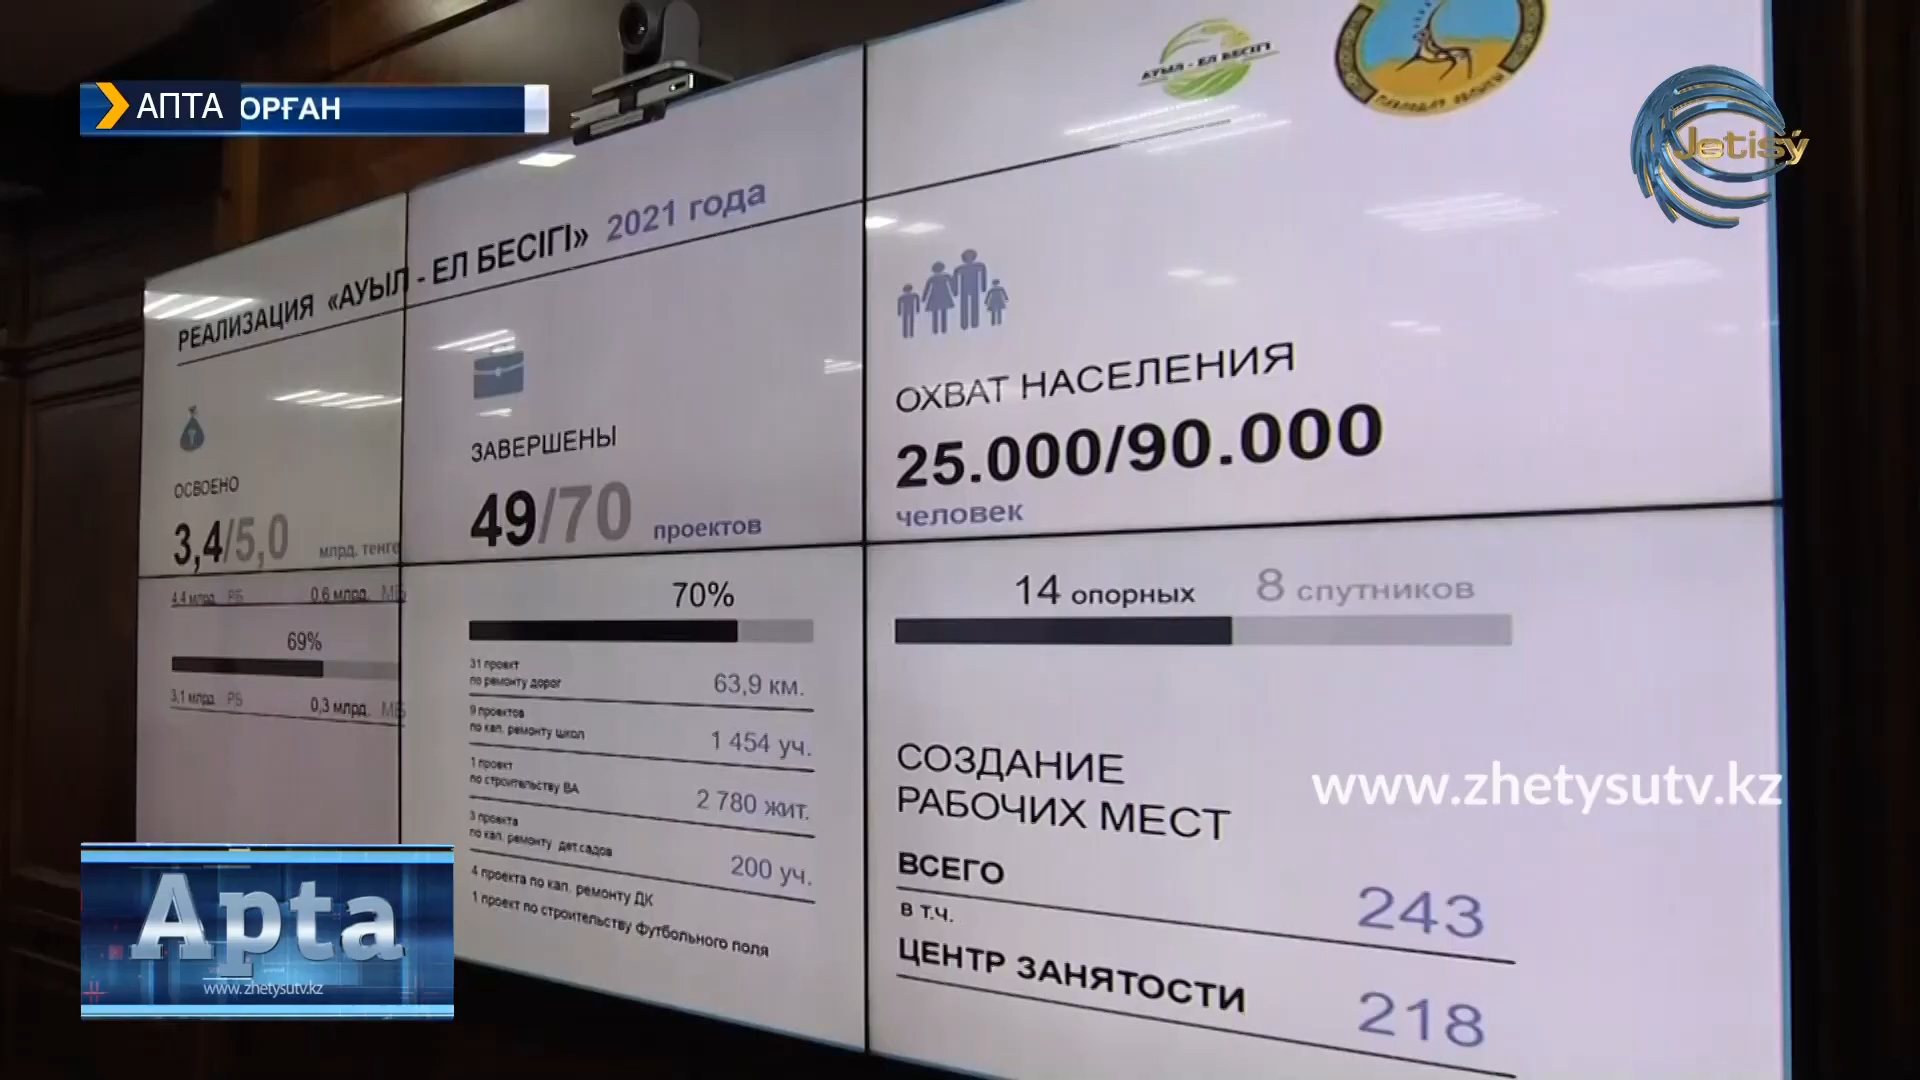 АПТА ОРҒАН
Jetisý
АУЫЛ - ЕЛ БЕСІГІ
РЕАЛИЗАЦИЯ «АУЫЛ - ЕЛ БЕСІГІ» 2021 года
ОСВОЕНО
3,4/5,0 млрд. тенге
4,4 млрд. РБ 0,6 млрд. МБ
69%
3,1 млрд. РБ 0,3 млрд. МБ
ЗАВЕРШЕНЫ
49/70 проектов
70%
31 проект
по ремонту дорог 63,9 км.
9 проектов
по кап. ремонту школ 1 454 уч.
1 проект
по строительству ВА 2 780 жит.
3 проекта
по кап. ремонту дет.садов 200 уч.
4 проекта по кап. ремонту ДК
1 проект по строительству футбольного поля
ОХВАТ НАСЕЛЕНИЯ
25.000/90.000
человек
14 опорных 8 спутников
СОЗДАНИЕ
РАБОЧИХ МЕСТ
ВСЕГО 243
в т.ч.
ЦЕНТР ЗАНЯТОСТИ 218
www.zhetysutv.kz
Apta
www.zhetysutv.kz